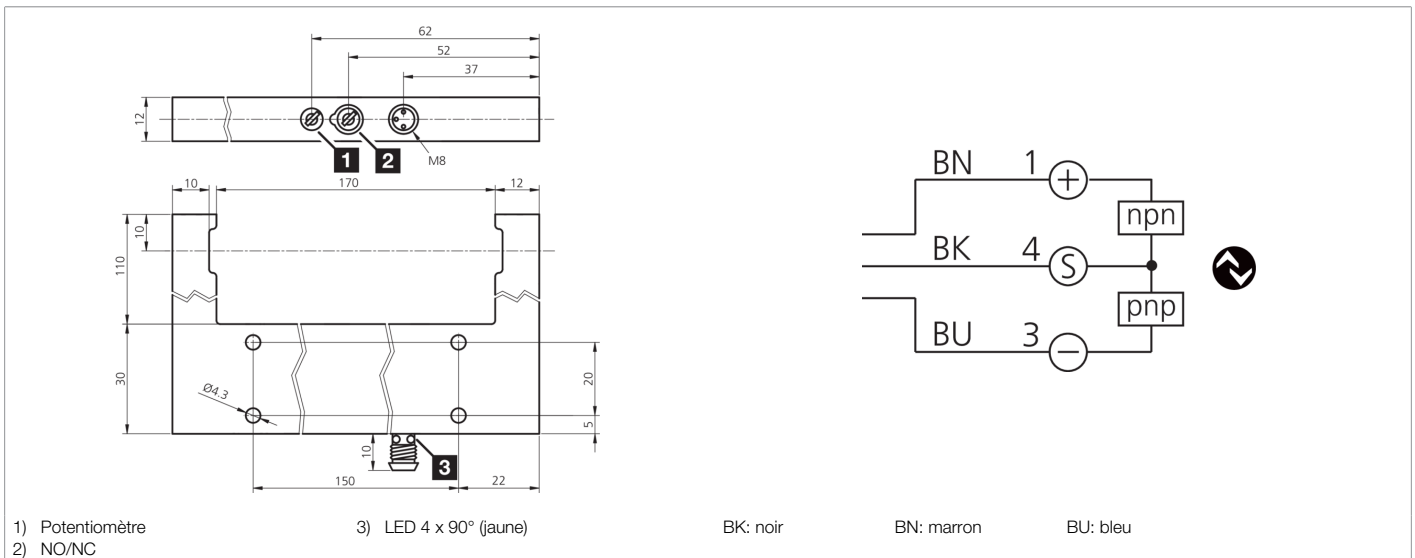 62
52
37
12
1
2
M8
10
170
12
10
110
30
Ø4.3
20
5
10
3
150
22
BN 1 +
npn
BK 4 S
pnp
BU 3 −
1) Potentiomètre
2) NO/NC
3) LED 4 x 90° (jaune)
BK: noir
BN: marron
BU: bleu